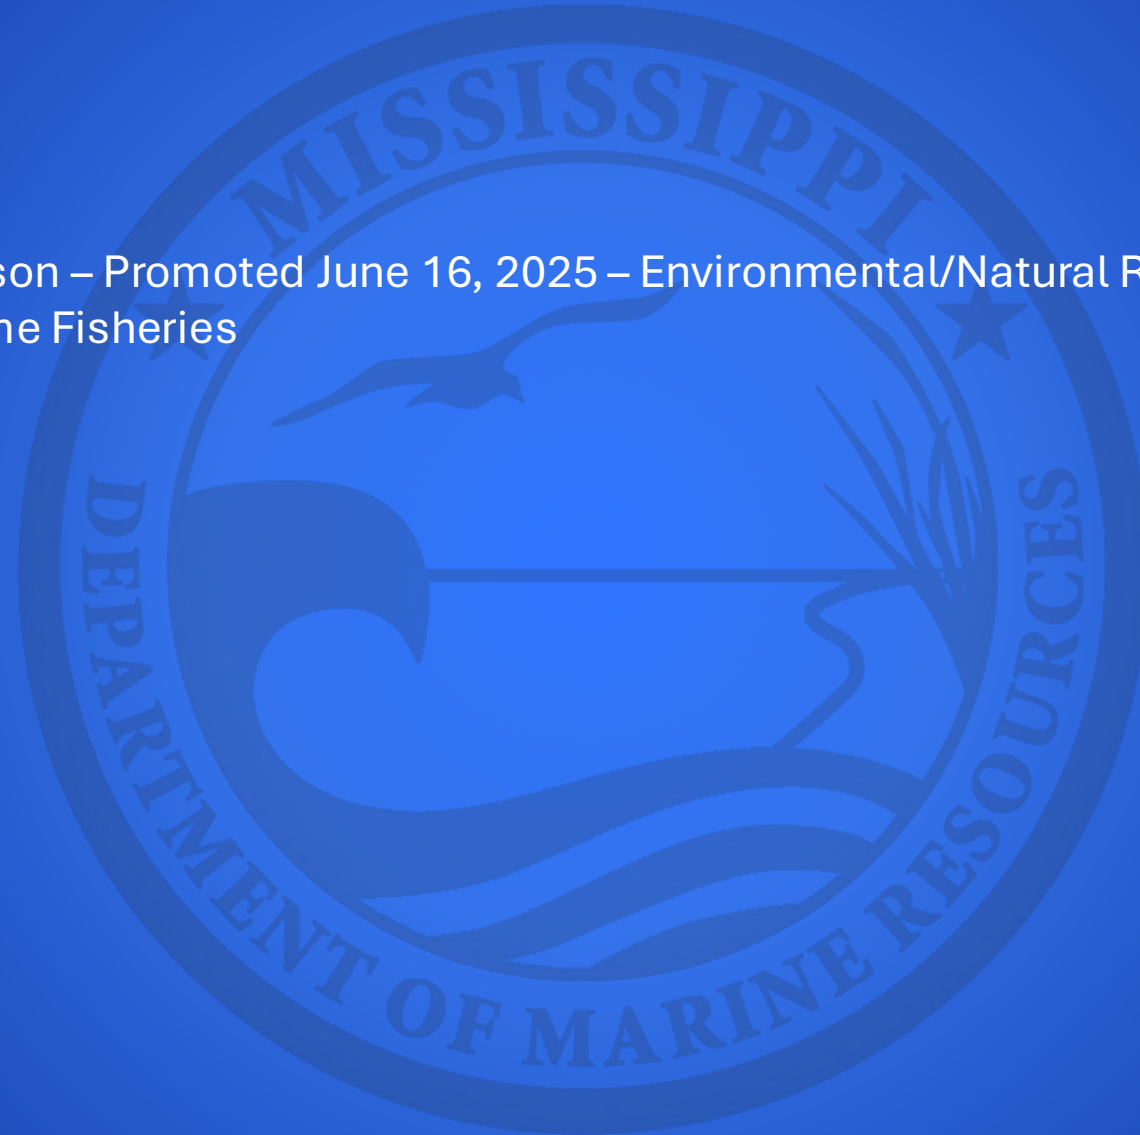 MISSISSIPPI
son – Promoted June 16, 2025 – Environmental/Natural R
ne Fisheries
DEPARTMENT OF MARINE RESOURCES